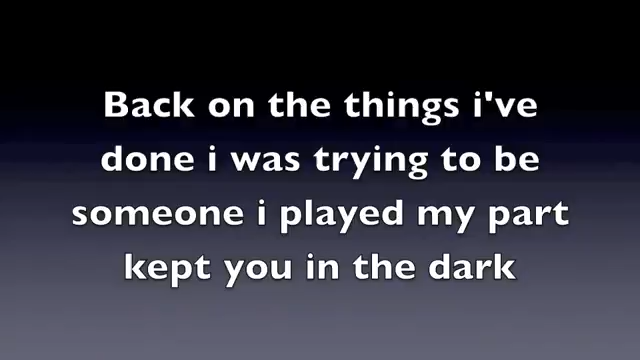 Back on the things i've
done i was trying to be
someone i played my part
kept you in the dark